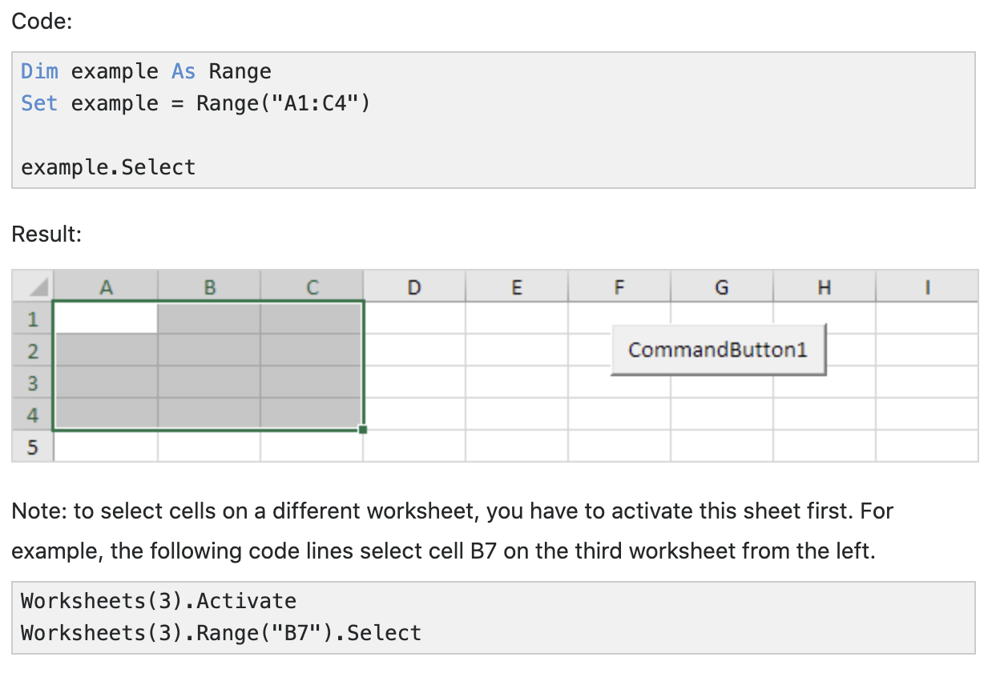 Code:
Dim example As Range
Set example = Range("A1:C4")
example.Select
Result:
A B C D E F G H I
1
CommandButton1
2
3
4
5
Note: to select cells on a different worksheet, you have to activate this sheet first. For
example, the following code lines select cell B7 on the third worksheet from the left.
Worksheets(3).Activate
Worksheets(3).Range("B7").Select